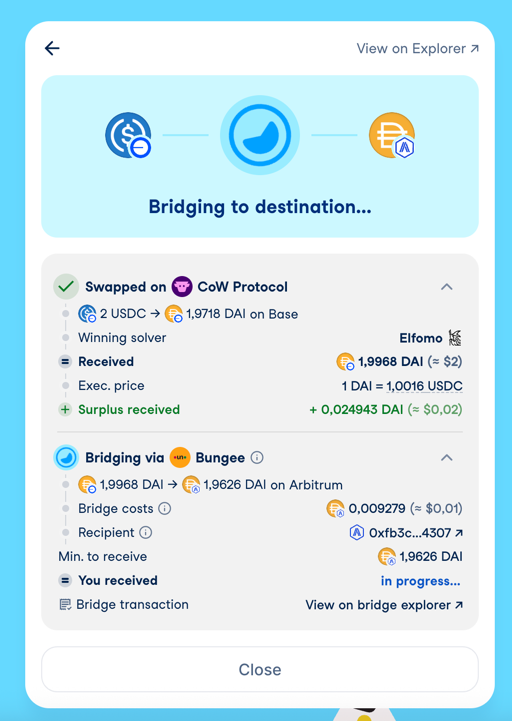 View on Explorer ↗
Bridging to destination...
Swapped on CoW Protocol
2 USDC → 1,9718 DAI on Base
Winning solver Elfomo
Received 1,9968 DAI (≈ $2)
Exec. price 1 DAI = 1,0016 USDC
Surplus received + 0,024943 DAI (≈ $0,02)
Bridging via Bungee
1,9968 DAI → 1,9626 DAI on Arbitrum
Bridge costs 0,009279 (≈ $0,01)
Recipient 0xfb3c...4307 ↗
Min. to receive 1,9626 DAI
You received in progress...
Bridge transaction View on bridge explorer ↗
Close